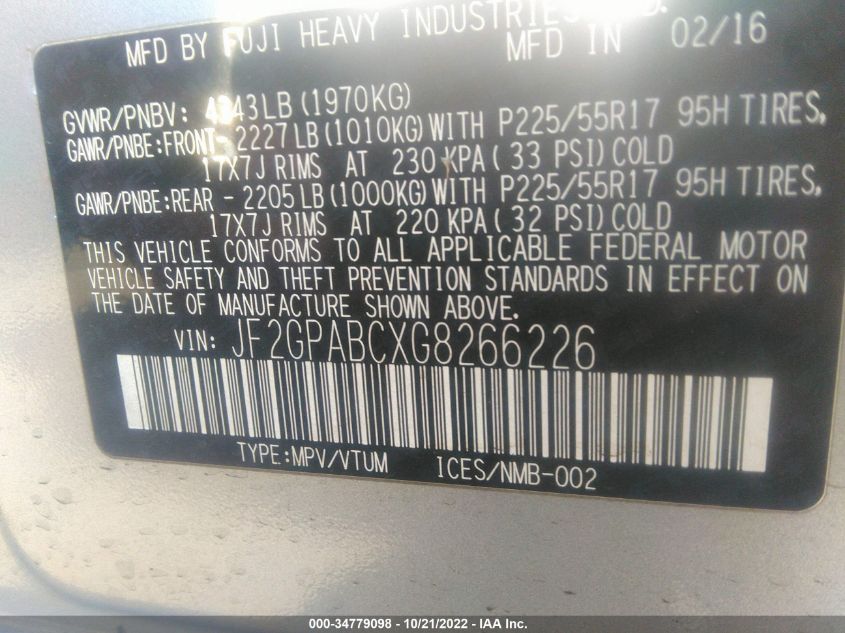 MFD BY FUJI HEAVY INDUSTRIES LTD.
MFD IN 02/16
GVWR/PNBV: 4343LB (1970KG)
GAWR/PNBE:FRONT- 2227LB (1010KG) WITH P225/55R17 95H TIRES,
17X7J RIMS AT 230 KPA (33 PSI) COLD
GAWR/PNBE:REAR - 2205LB (1000KG) WITH P225/55R17 95H TIRES,
17X7J RIMS AT 220 KPA (32 PSI) COLD
THIS VEHICLE CONFORMS TO ALL APPLICABLE FEDERAL MOTOR
VEHICLE SAFETY AND THEFT PREVENTION STANDARDS IN EFFECT ON
THE DATE OF MANUFACTURE SHOWN ABOVE.
VIN: JF2GPABCXG8266226
TYPE:MPV/VTUM ICES/NMB-002
000-34779098 - 10/21/2022 - IAA Inc.